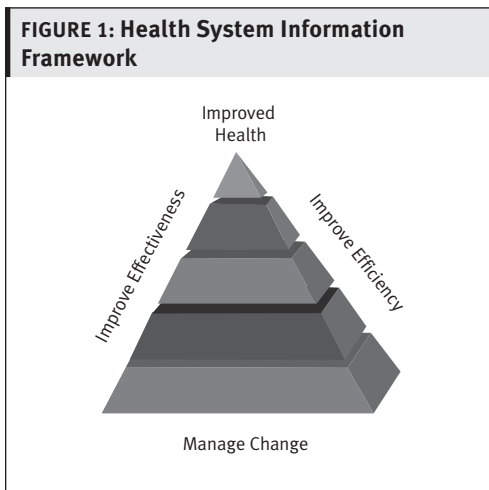 FIGURE 1: Health System Information
Framework
Improved
Health
Improve Effectiveness
Improve Efficiency
Manage Change